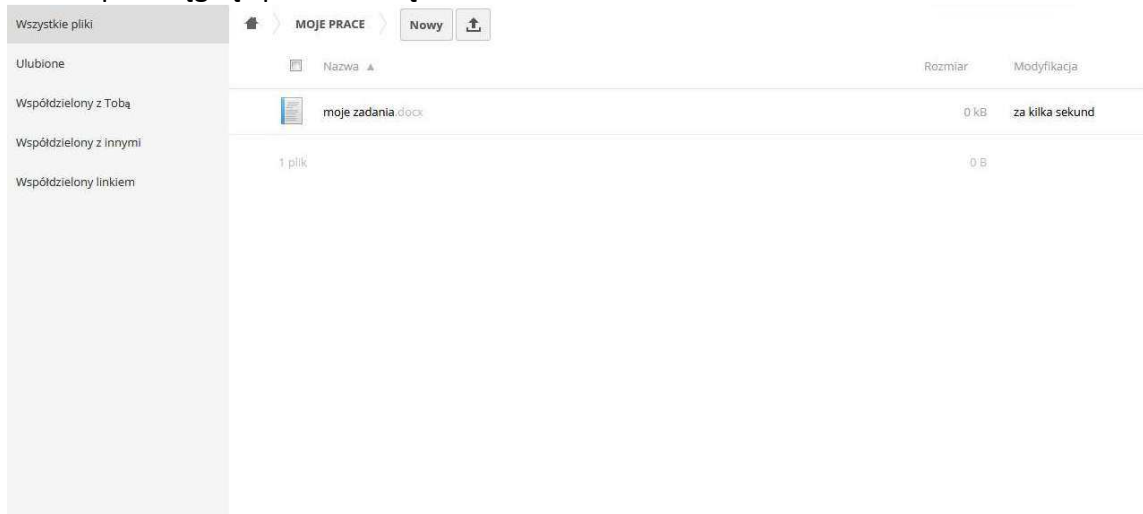 Wszystkie pliki
MOJE PRACE Nowy
Ulubione
Nazwa ▲ Rozmiar Modyfikacja
Współdzielony z Tobą
moje zadania.docx 0 kB za kilka sekund
Współdzielony z innymi
1 plik 0 B
Współdzielony linkiem